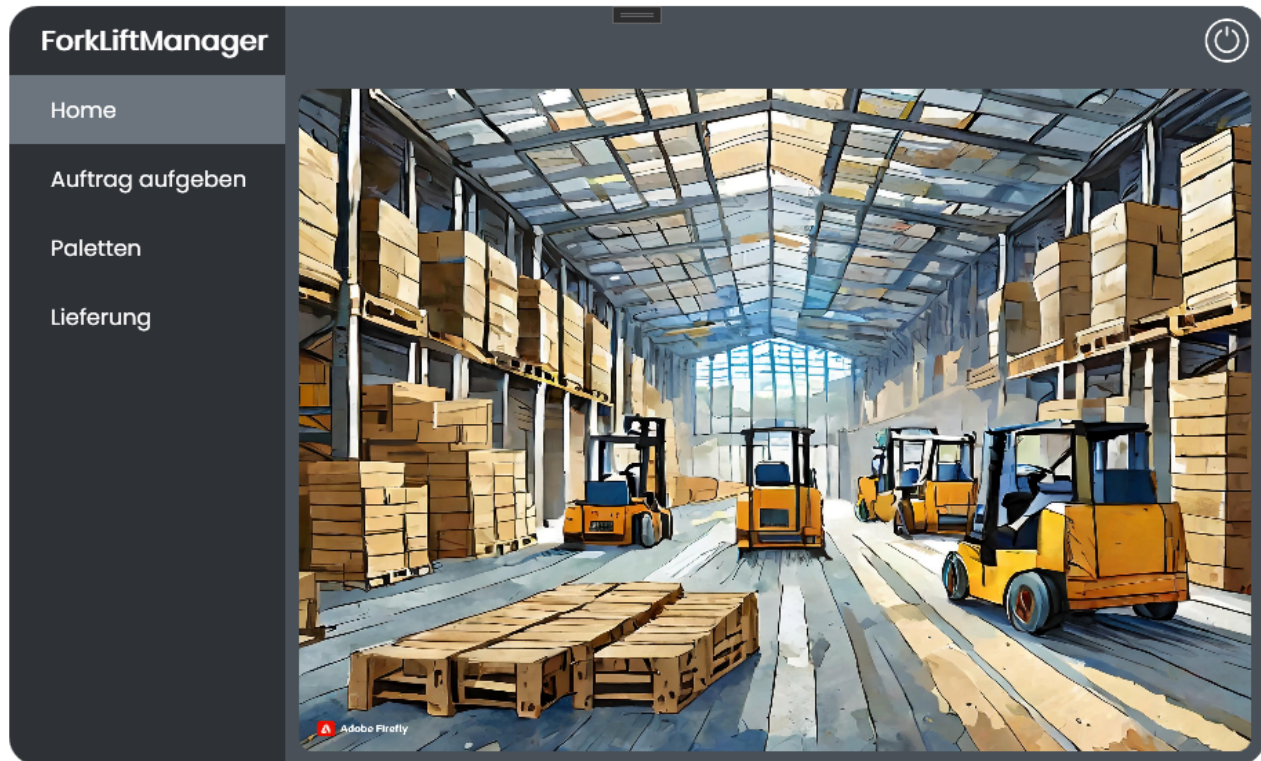 ForkLiftManager
Home
Auftrag aufgeben
Paletten
Lieferung
Adobe Firefly